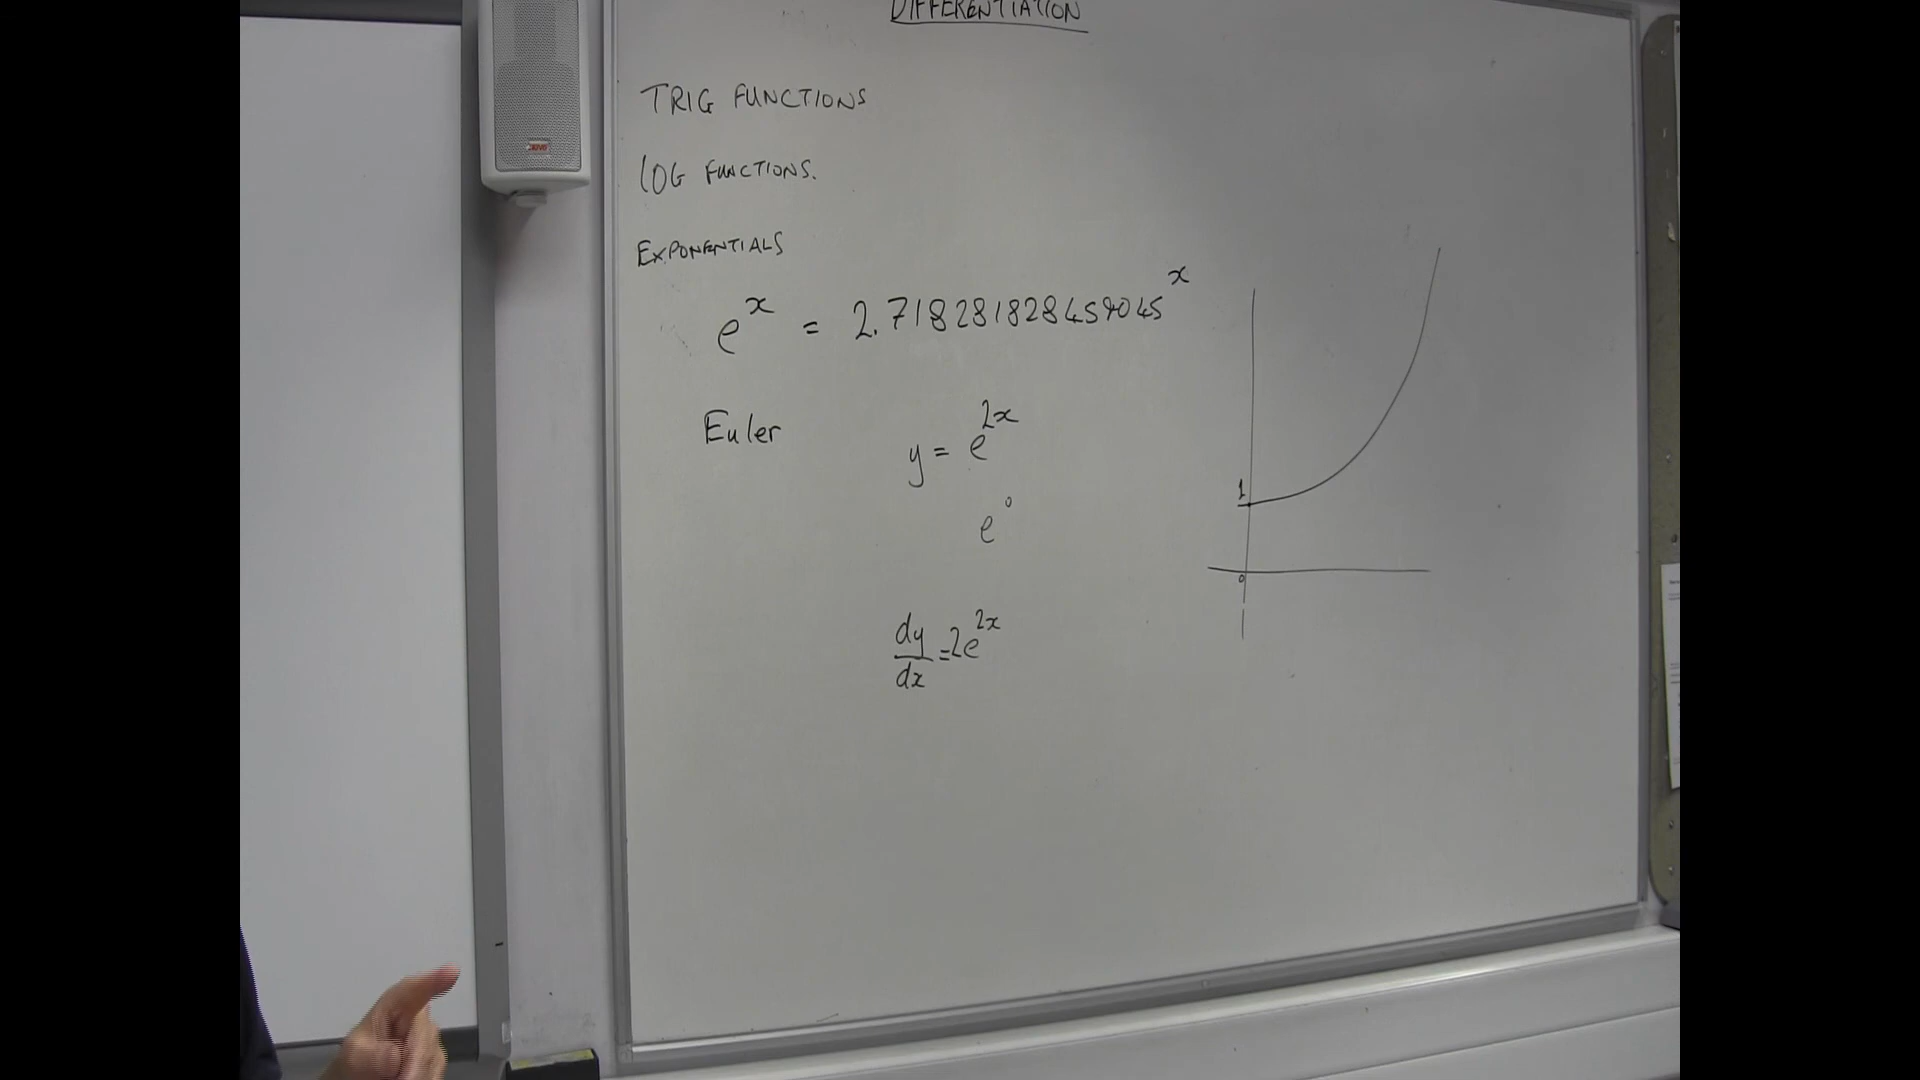 DIFFERENTIATION
TRIG FUNCTIONS
LOG FUNCTIONS.
EXPONENTIALS
e^x = 2.718281828459045^x
Euler
y = e^2x
e^0
dy/dx = 2e^2x
1
0